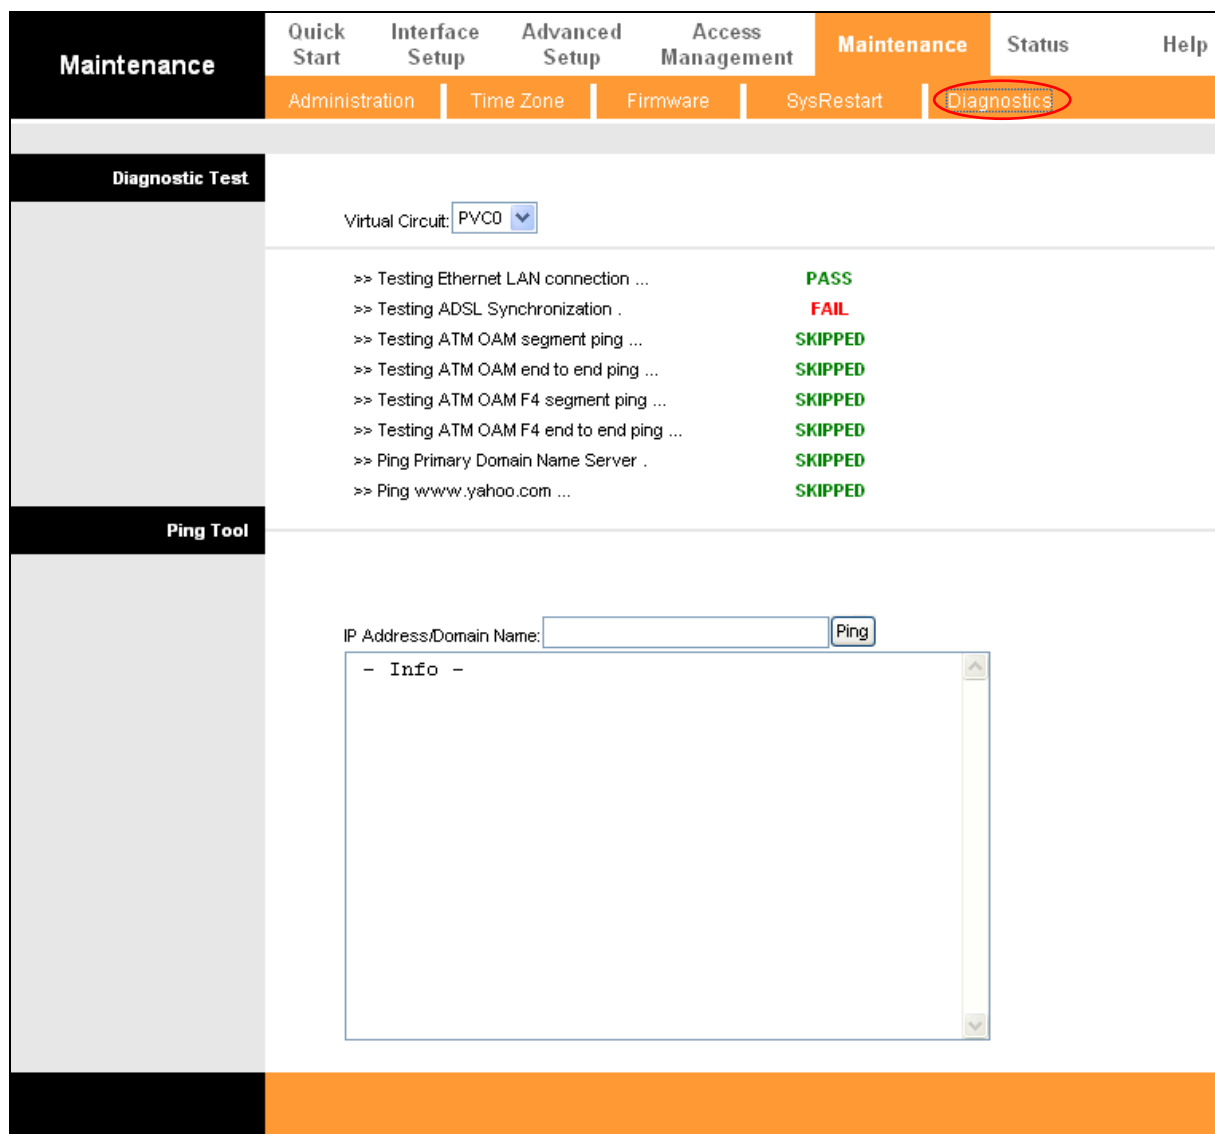 Maintenance
Quick Start
Interface Setup
Advanced Setup
Access Management
Maintenance
Status
Help
Administration
Time Zone
Firmware
SysRestart
Diagnostics
Diagnostic Test
Virtual Circuit: PVC0
>> Testing Ethernet LAN connection ... PASS
>> Testing ADSL Synchronization . FAIL
>> Testing ATM OAM segment ping ... SKIPPED
>> Testing ATM OAM end to end ping ... SKIPPED
>> Testing ATM OAM F4 segment ping ... SKIPPED
>> Testing ATM OAM F4 end to end ping ... SKIPPED
>> Ping Primary Domain Name Server . SKIPPED
>> Ping www.yahoo.com ... SKIPPED
Ping Tool
IP Address/Domain Name: Ping
- Info -